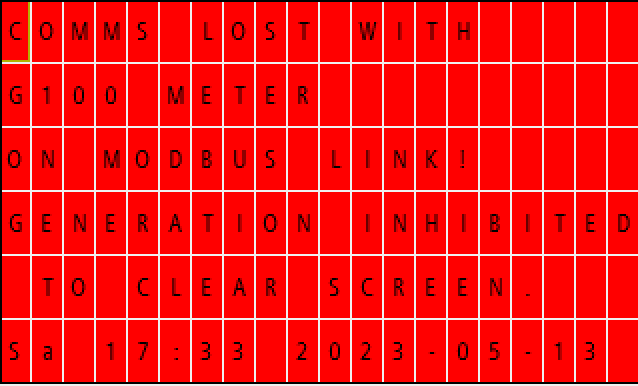 COMMS LOST WITH
G100 METER
ON MODBUS LINK!
GENERATION INHIBITED
TO CLEAR SCREEN.
Sa 17:33 2023-05-13